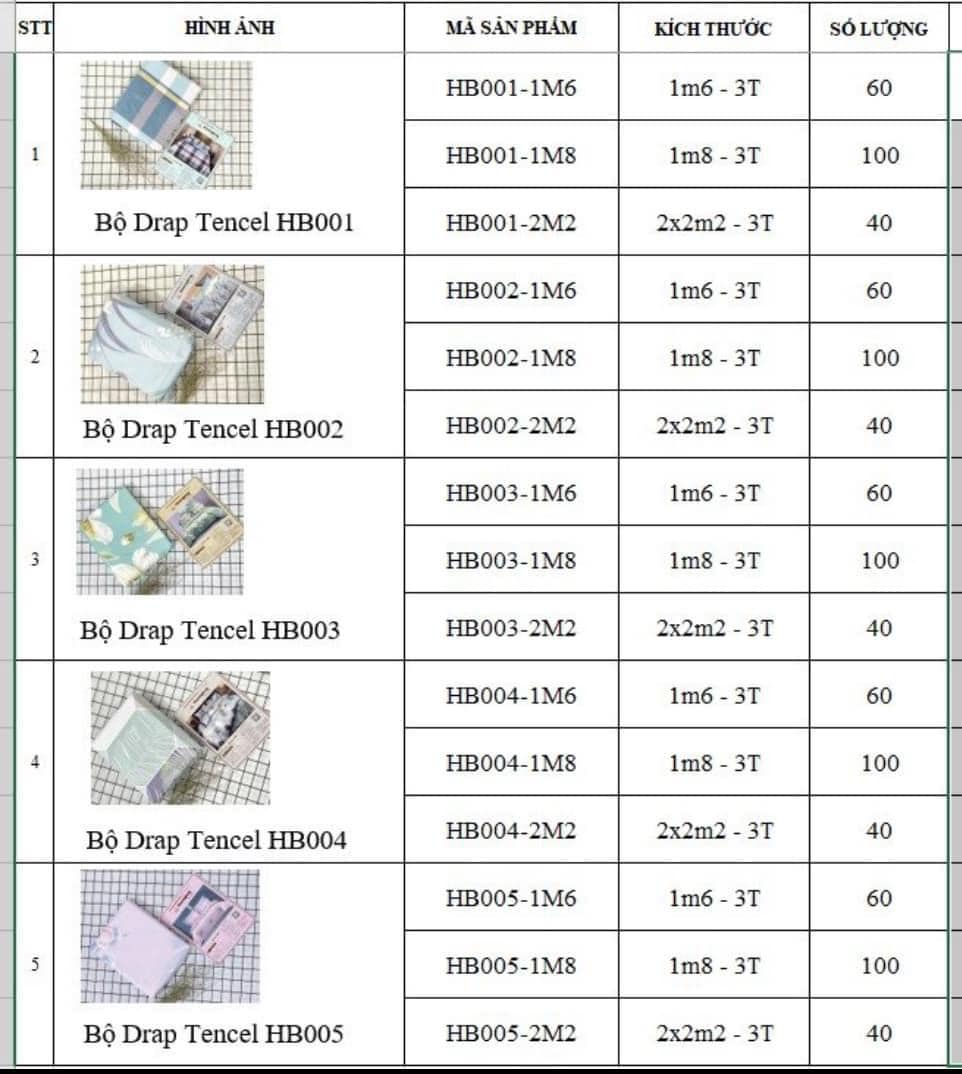 STT HÌNH ẢNH MÃ SẢN PHẨM KÍCH THƯỚC SỐ LƯỢNG
1 Bộ Drap Tencel HB001
HB001-1M6 1m6 - 3T 60
HB001-1M8 1m8 - 3T 100
HB001-2M2 2x2m2 - 3T 40
2 Bộ Drap Tencel HB002
HB002-1M6 1m6 - 3T 60
HB002-1M8 1m8 - 3T 100
HB002-2M2 2x2m2 - 3T 40
3 Bộ Drap Tencel HB003
HB003-1M6 1m6 - 3T 60
HB003-1M8 1m8 - 3T 100
HB003-2M2 2x2m2 - 3T 40
4 Bộ Drap Tencel HB004
HB004-1M6 1m6 - 3T 60
HB004-1M8 1m8 - 3T 100
HB004-2M2 2x2m2 - 3T 40
5 Bộ Drap Tencel HB005
HB005-1M6 1m6 - 3T 60
HB005-1M8 1m8 - 3T 100
HB005-2M2 2x2m2 - 3T 40